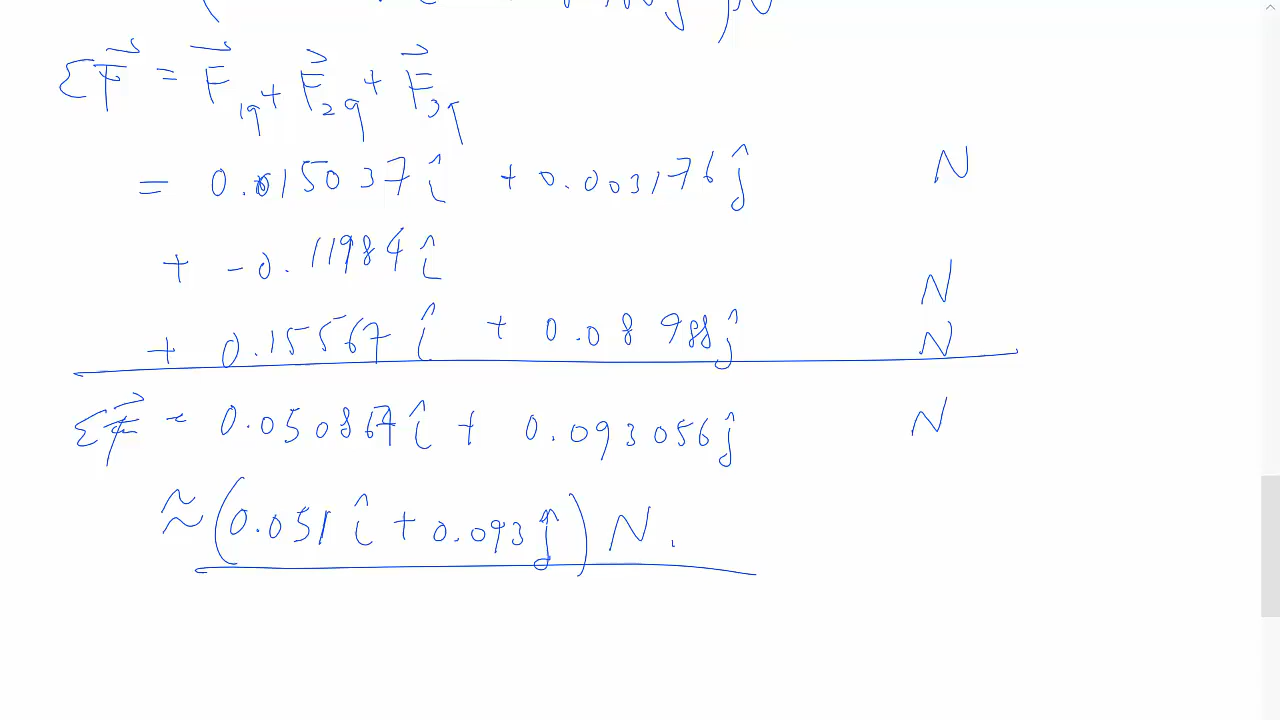 ΣF⃗ = F⃗₁q + F⃗₂q + F⃗₃q
= 0.015037 î + 0.003176 ĵ N
+ -0.11984 î N
+ 0.15567 î + 0.08988 ĵ N
ΣF⃗ = 0.050867 î + 0.093056 ĵ N
≈ (0.051 î + 0.093 ĵ) N.